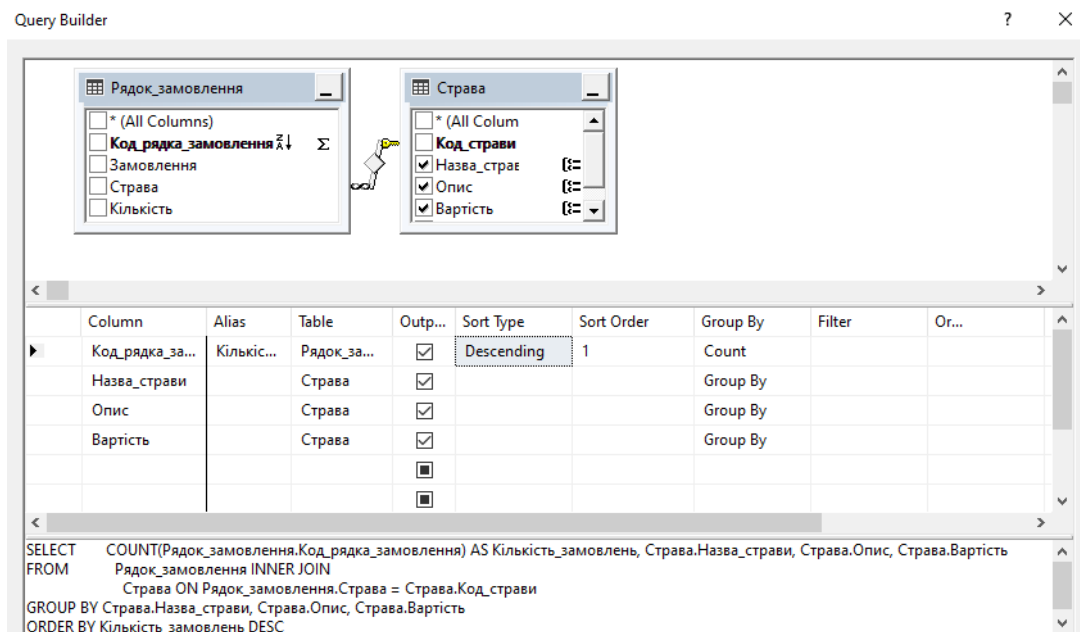 Query Builder ?
Рядок_замовлення
* (All Columns)
Код_рядка_замовлення
Замовлення
Страва
Кількість
Страва
* (All Colum
Код_страви
Назва_страв
Опис
Вартість
Column Alias Table Outp... Sort Type Sort Order Group By Filter Or...
Код_рядка_за... Кількіс... Рядок_за... Descending 1 Count
Назва_страви Страва Group By
Опис Страва Group By
Вартість Страва Group By
SELECT COUNT(Рядок_замовлення.Код_рядка_замовлення) AS Кількість_замовлень, Страва.Назва_страви, Страва.Опис, Страва.Вартість
FROM Рядок_замовлення INNER JOIN
Страва ON Рядок_замовлення.Страва = Страва.Код_страви
GROUP BY Страва.Назва_страви, Страва.Опис, Страва.Вартість
ORDER BY Кількість_замовлень DESC